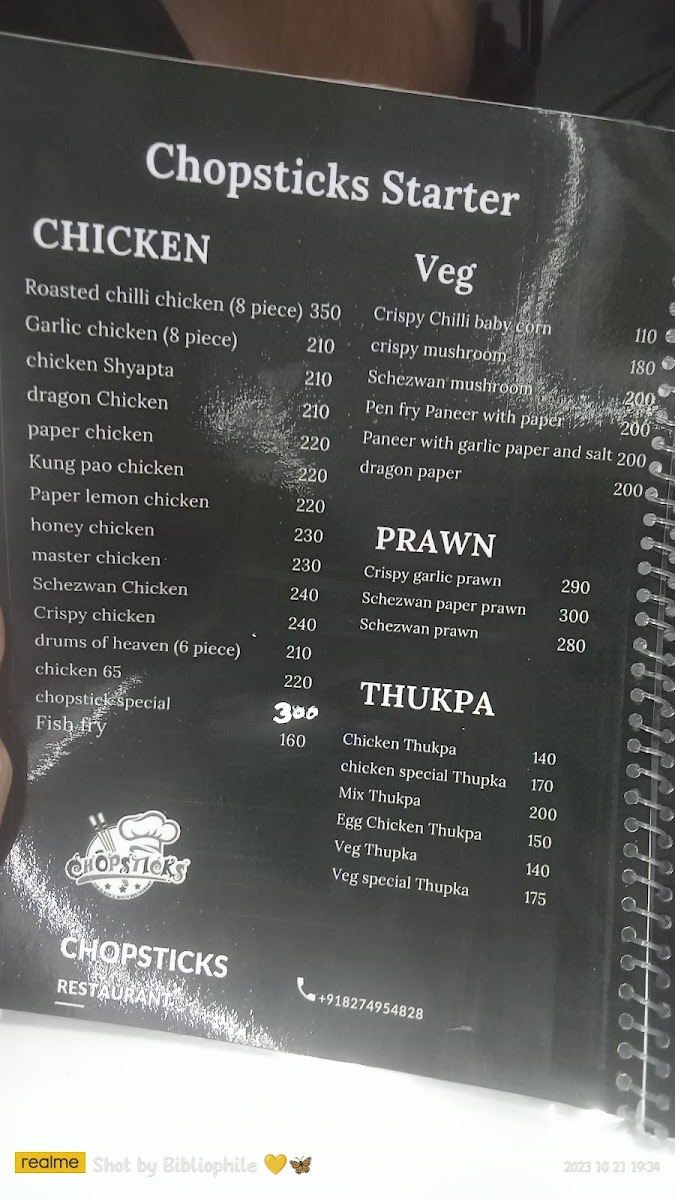 Chopsticks Starter
CHICKEN
Roasted chilli chicken (8 piece) 350
Garlic chicken (8 piece) 210
chicken Shyapta 210
dragon Chicken 210
paper chicken 220
Kung pao chicken 220
Paper lemon chicken 220
honey chicken 230
master chicken 230
Schezwan Chicken 240
Crispy chicken 240
drums of heaven (6 piece) 210
chicken 65 220
chopstick special 300
Fish fry 160
Veg
Crispy Chilli baby corn 110
crispy mushroom 180
Schezwan mushroom 200
Pen fry Paneer with paper 200
Paneer with garlic paper and salt 200
dragon paper 200
PRAWN
Crispy garlic prawn 290
Schezwan paper prawn 300
Schezwan prawn 280
THUKPA
Chicken Thukpa 140
chicken special Thupka 170
Mix Thukpa 200
Egg Chicken Thukpa 150
Veg Thupka 140
Veg special Thupka 175
CHOPSTICKS
CHOPSTICKS
RESTAURANT
+918274954828
realme Shot by Bibliophile 💛🦋
2023 10 21 19:34